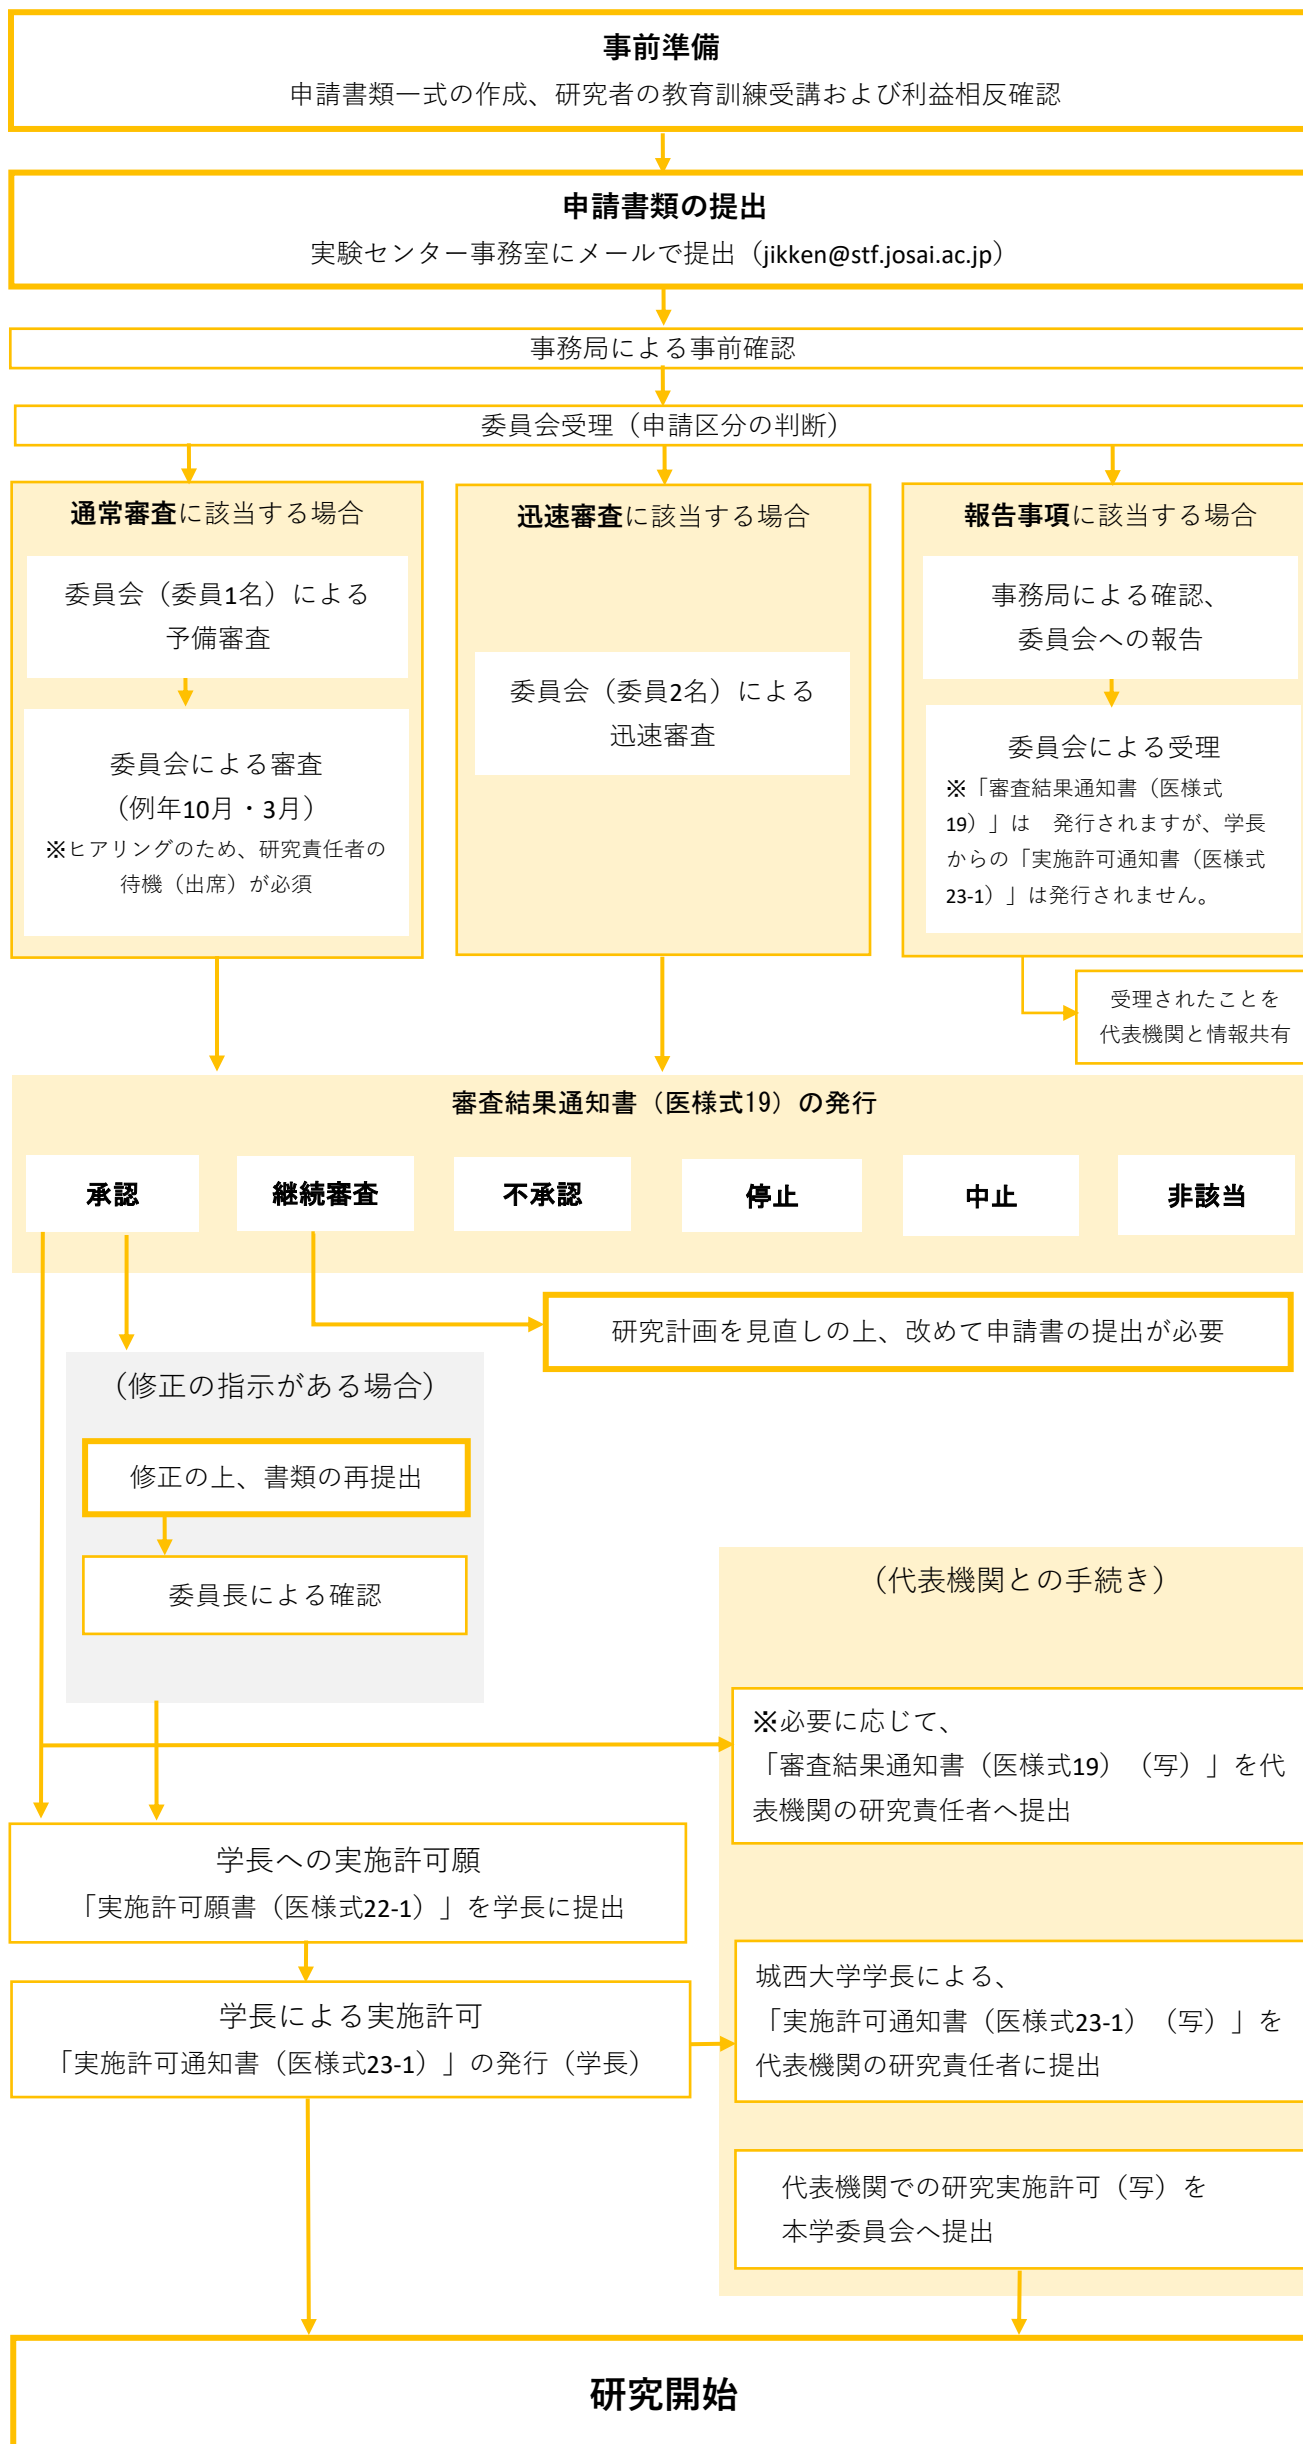 事前準備
申請書類一式の作成、研究者の教育訓練受講および利益相反確認
申請書類の提出
実験センター事務室にメールで提出（jikken@stf.josai.ac.jp）
事務局による事前確認
委員会受理（申請区分の判断）
通常審査に該当する場合
委員会（委員1名）による
予備審査
委員会による審査
（例年10月・3月）
※ヒアリングのため、研究責任者の
待機（出席）が必須
迅速審査に該当する場合
委員会（委員2名）による
迅速審査
報告事項に該当する場合
事務局による確認、
委員会への報告
委員会による受理
※「審査結果通知書（医様式
19）」は　発行されますが、学長
からの「実施許可通知書（医様式
23-1）」は発行されません。
受理されたことを
代表機関と情報共有
審査結果通知書（医様式19）の発行
承認
継続審査
不承認
停止
中止
非該当
研究計画を見直しの上、改めて申請書の提出が必要
（修正の指示がある場合）
修正の上、書類の再提出
委員長による確認
（代表機関との手続き）
※必要に応じて、
「審査結果通知書（医様式19）（写）」を代
表機関の研究責任者へ提出
学長への実施許可願
「実施許可願書（医様式22-1）」を学長に提出
学長による実施許可
「実施許可通知書（医様式23-1）」の発行（学長）
城西大学学長による、
「実施許可通知書（医様式23-1）（写）」を
代表機関の研究責任者に提出
代表機関での研究実施許可（写）を
本学委員会へ提出
研究開始